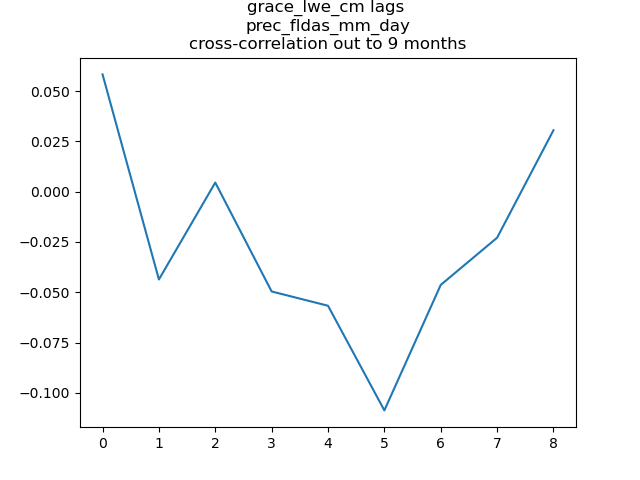 grace_lwe_cm lags
prec_fldas_mm_day
cross-correlation out to 9 months
0.050
0.025
0.000
−0.025
−0.050
−0.075
−0.100
0 1 2 3 4 5 6 7 8